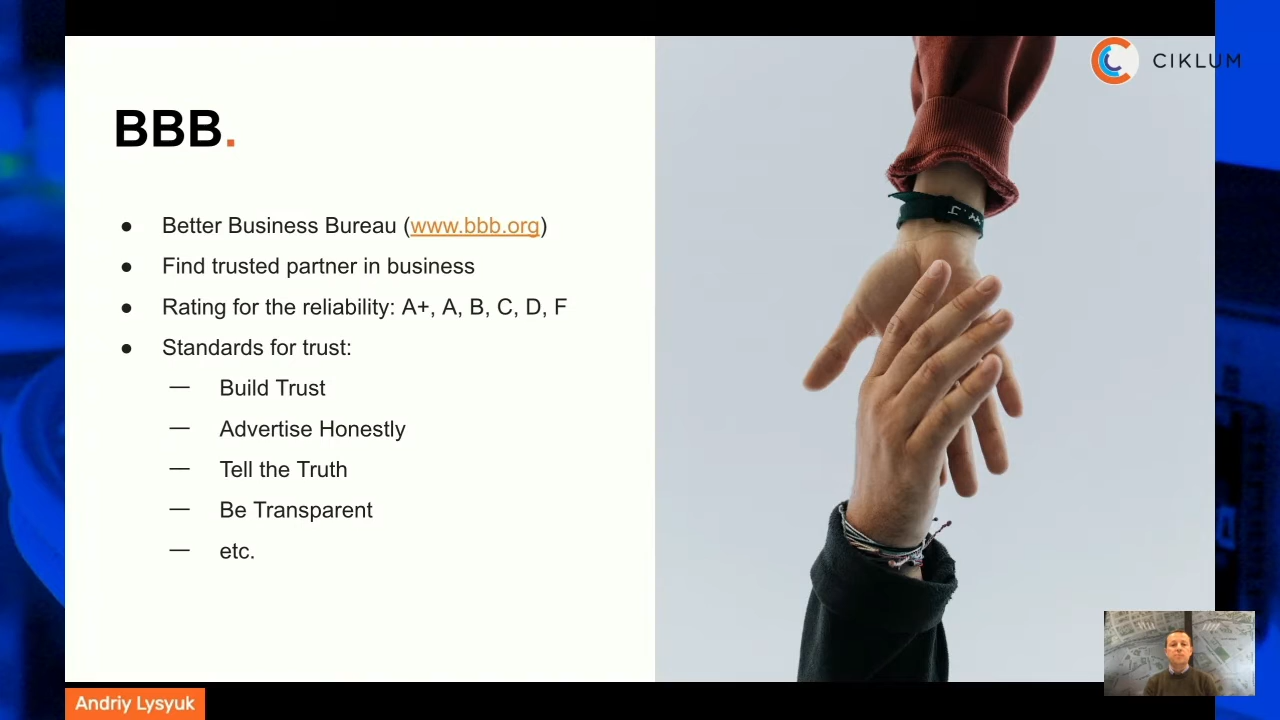 CIKLUM
BBB.
● Better Business Bureau (www.bbb.org)
● Find trusted partner in business
● Rating for the reliability: A+, A, B, C, D, F
● Standards for trust:
— Build Trust
— Advertise Honestly
— Tell the Truth
— Be Transparent
— etc.
Andriy Lysyuk